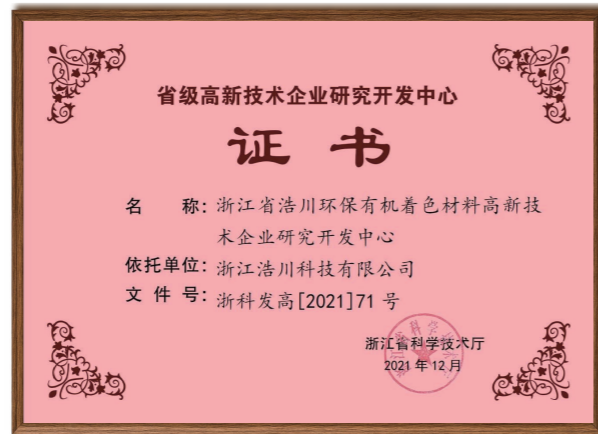 省级高新技术企业研究开发中心
证 书
名 称：浙江省浩川环保有机着色材料高新技
术企业研究开发中心
依托单位：浙江浩川科技有限公司
文 件 号：浙科发高[2021]71 号
浙江省科学技术厅
2021 年 12 月